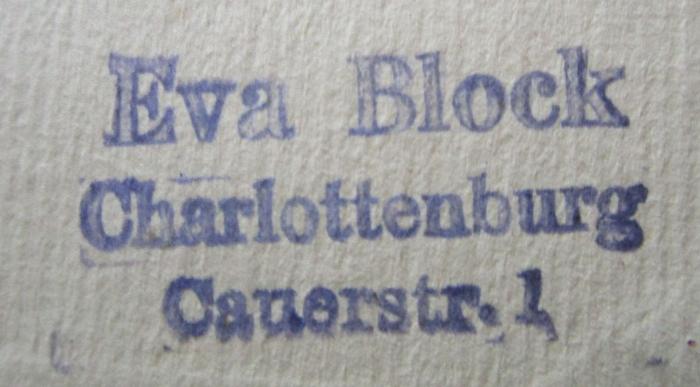 Eva Block
Charlottenburg
Cauerstr. 1